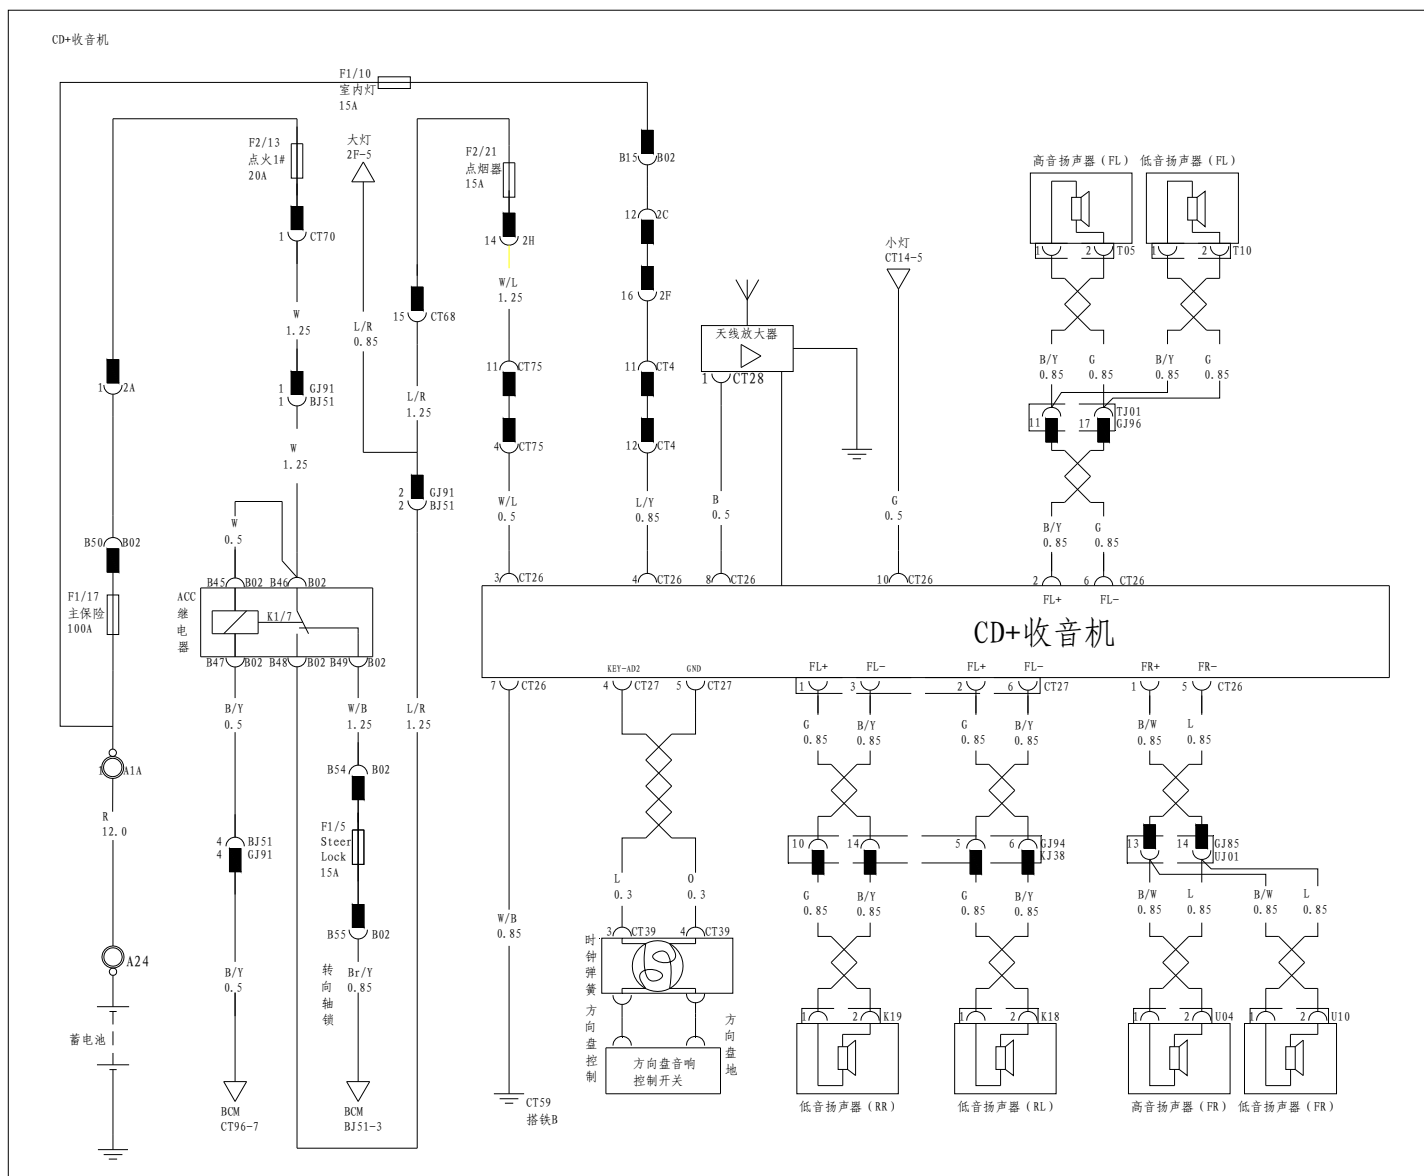 CD+收音机
F1/10
室内灯
15A
F2/13
点火1#
20A
大灯
2F-5
F2/21
点烟器
15A
B15 B02
高音扬声器(FL) 低音扬声器(FL)
1 CT70
14 2H
12 2C
小灯
CT14-5
1 2 T05 1 2 T10
W
1.25
L/R
0.85
15 CT68
W/L
1.25
16 2F
天线放大器
1 CT28
1 2A
1 GJ91
1 BJ51
L/R
1.25
11 CT75
11 CT4
B/Y
0.85
G
0.85
B/Y
0.85
G
0.85
11 17 TJ01
GJ96
W
1.25
4 CT75
12 CT4
2 GJ91
2 BJ51
W
0.5
W/L
0.5
L/Y
0.85
B
0.5
G
0.5
B/Y
0.85
G
0.85
B50 B02
B45 B02 B46 B02
3 CT26
4 CT26
8 CT26
10 CT26
2 6 CT26
FL+ FL-
F1/17
主保险
100A
ACC
继
电
器
K1/7
CD+收音机
B47 B02 B48 B02 B49 B02
KEY-AD2 GND
FL+ FL- FL+ FL- FR+ FR-
7 CT26
4 CT27
5 CT27
1 3 2 6 CT27
1 5 CT26
B/Y
0.5
W/B
1.25
L/R
1.25
G
0.85
B/Y
0.85
G
0.85
B/Y
0.85
B/W
0.85
L
0.85
1 A1A
B54 B02
R
12.0
F1/5
Steer
Lock
15A
4 BJ51
4 GJ91
10 14 5 6 GJ94
KJ38
13 14 GJ85
UJ01
L
0.3
O
0.3
G
0.85
B/Y
0.85
G
0.85
B/Y
0.85
B/W
0.85
L
0.85
B/W
0.85
L
0.85
B55 B02
W/B
0.85
3 CT39 4 CT39
时
钟
弹
簧
A24
B/Y
0.5
转
向
轴
锁
Br/Y
0.85
方
向
盘
控
制
方
向
盘
地
1 2 K19
1 2 K18
1 2 U04
1 2 U10
蓄电池
方向盘音响
控制开关
BCM
CT96-7
BCM
BJ51-3
CT59
搭铁B
低音扬声器(RR)
低音扬声器(RL)
高音扬声器(FR) 低音扬声器(FR)